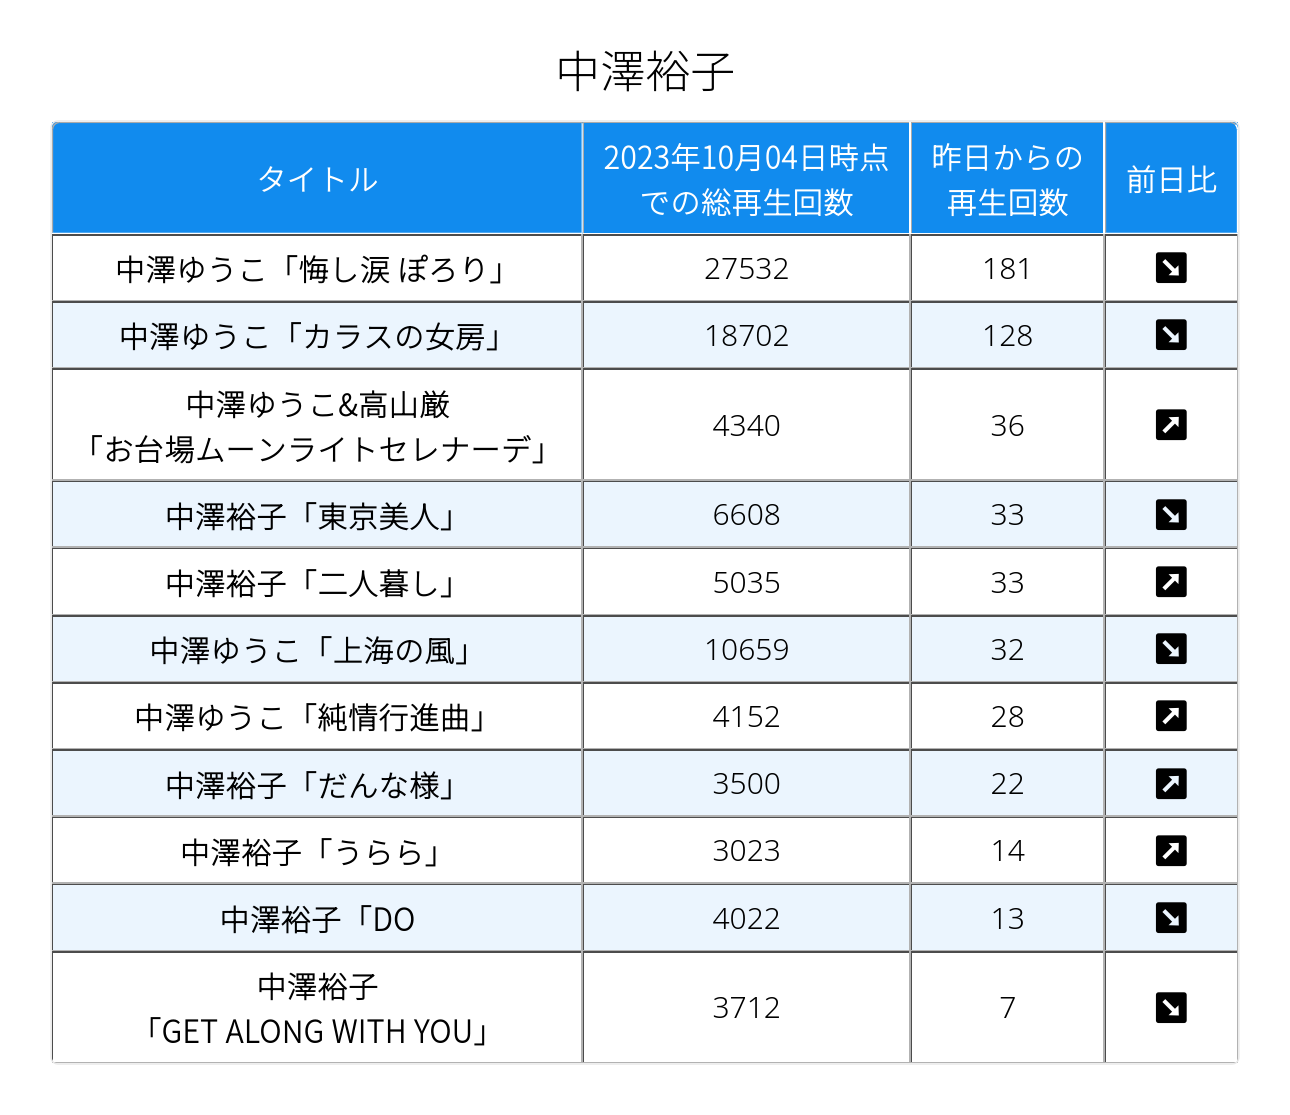 中澤裕子
タイトル
2023年10月04日時点
での総再生回数
昨日からの
再生回数
前日比
中澤ゆうこ「悔し涙 ぽろり」
27532
181
中澤ゆうこ「カラスの女房」
18702
128
中澤ゆうこ&高山厳
「お台場ムーンライトセレナーデ」
4340
36
中澤裕子「東京美人」
6608
33
中澤裕子「二人暮し」
5035
33
中澤ゆうこ「上海の風」
10659
32
中澤ゆうこ「純情行進曲」
4152
28
中澤裕子「だんな様」
3500
22
中澤裕子「うらら」
3023
14
中澤裕子「DO
4022
13
中澤裕子
「GET ALONG WITH YOU」
3712
7